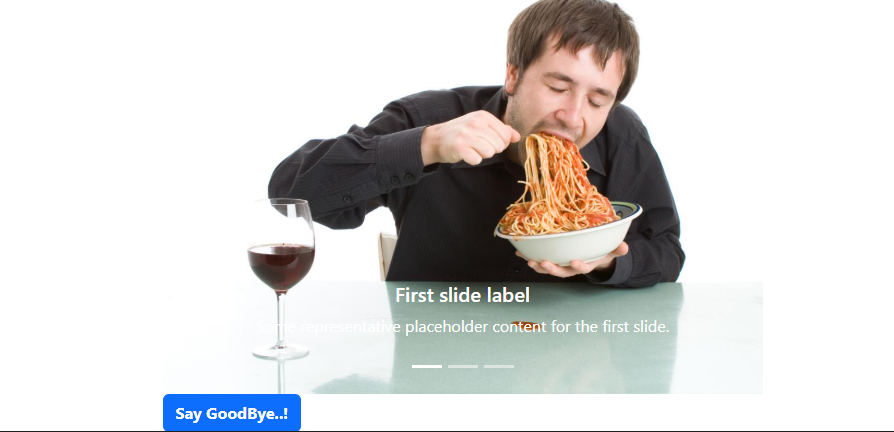 First slide label
Some representative placeholder content for the first slide.
Say GoodBye..!